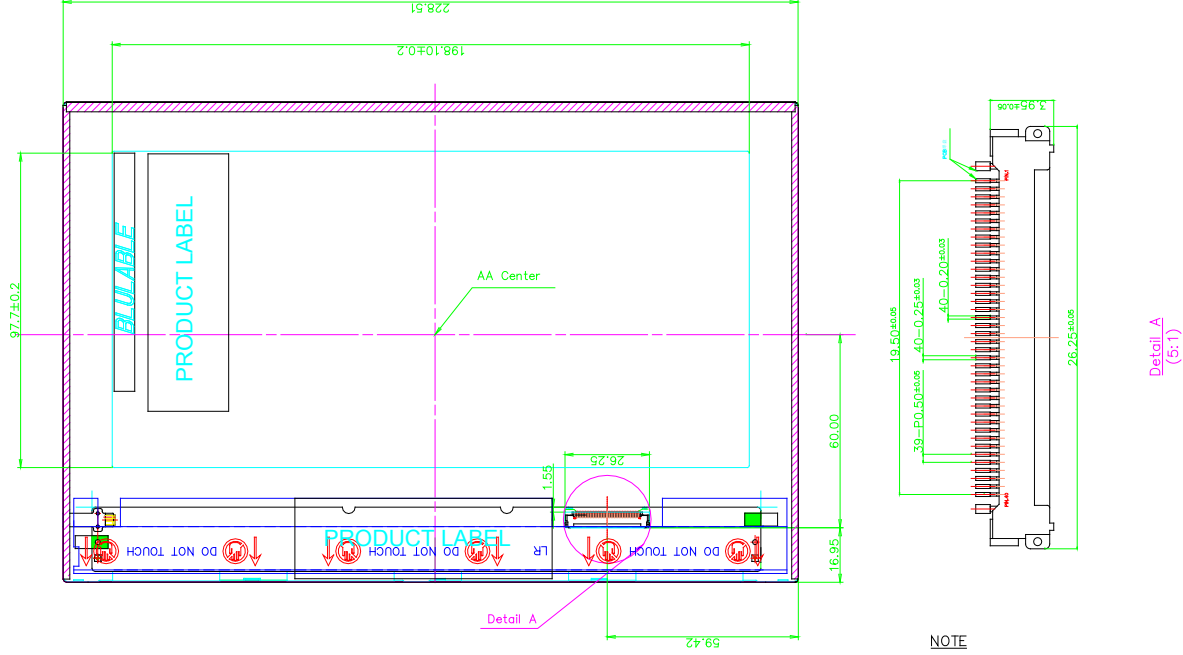 228.51
198.10±0.2
3.95±0.05
BLULABLE
PRODUCT LABEL
AA Center
97.7±0.2
40-0.20±0.03
19.50±0.05
40-0.25±0.03
26.25±0.05
Detail A
(5:1)
39-P0.50±0.05
60.00
26.25
1.55
PRODUCT LABEL
DO NOT TOUCH
DO NOT TOUCH
DO NOT TOUCH
LR
DO NOT TOUCH
16.95
Detail A
59.42
NOTE